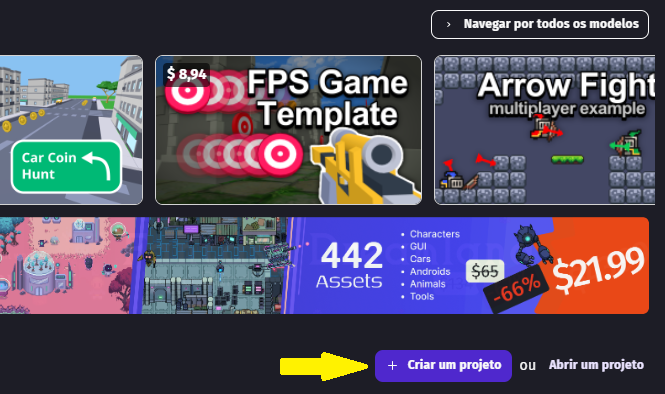 Navegar por todos os modelos
Car Coin
Hunt
$ 8,94
FPS Game
Template
Arrow Fight
multiplayer example
442
Assets
• Characters
• GUI
• Cars
• Androids
• Animals
• Tools
$65
-66%
$21.99
+ Criar um projeto ou Abrir um projeto